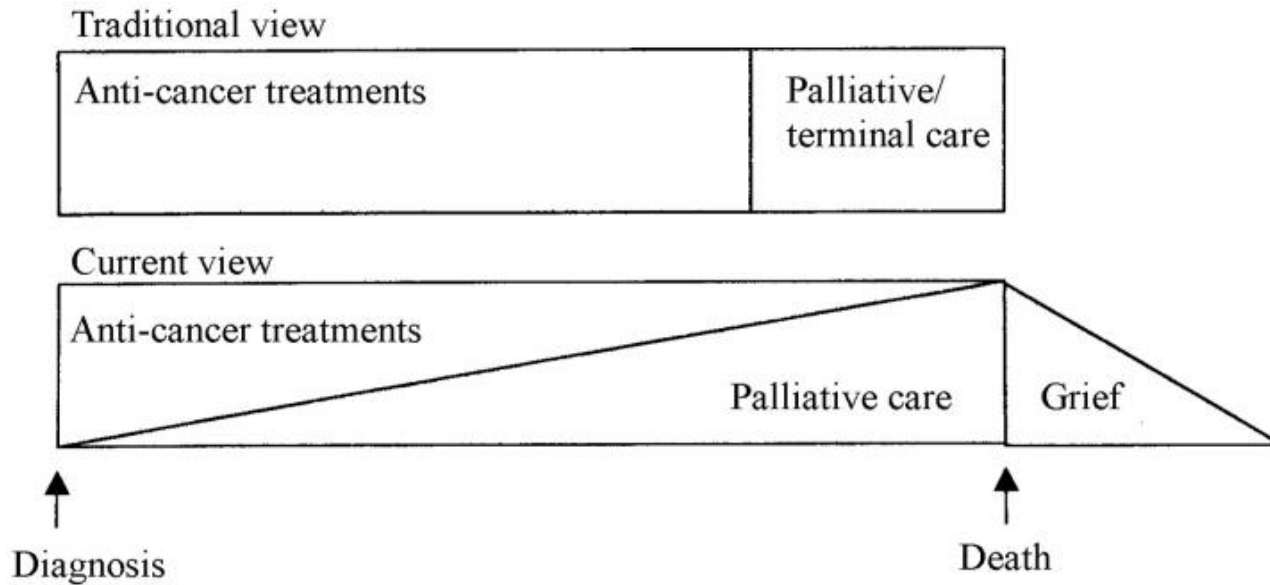 Traditional view
Anti-cancer treatments
Palliative/
terminal care
Current view
Anti-cancer treatments
Palliative care
Grief
Diagnosis
Death